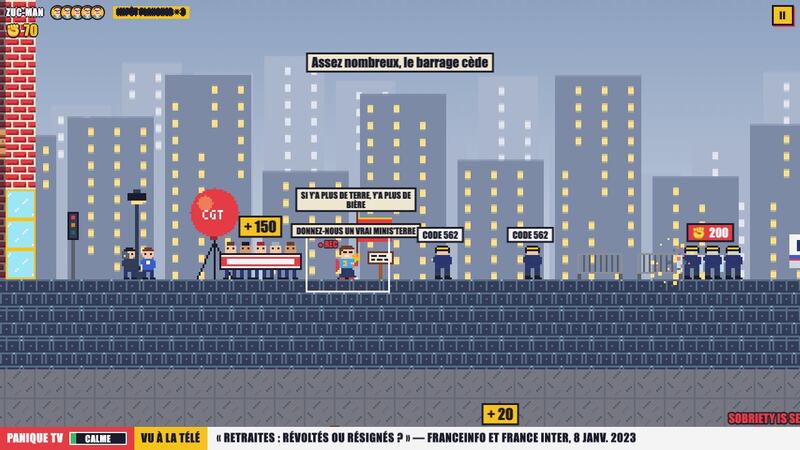 ZUC-MAN
70
Assez nombreux, le barrage cède
SI Y'A PLUS DE TERRE, Y'A PLUS DE
BIÈRE
CGT
+ 150
DONNEZ-NOUS UN VRAI MINIS'TERRE
REC
CODE 562
CODE 562
200
+ 20
SOBRIETY IS SE
PANIQUE TV
CALME
VU À LA TÉLÉ
« RETRAITES : RÉVOLTÉS OU RÉSIGNÉS ? » — FRANCEINFO ET FRANCE INTER, 8 JANV. 2023